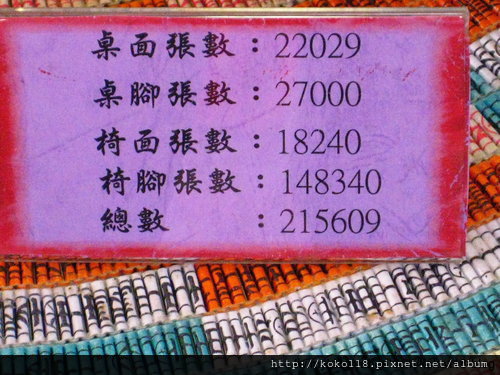 桌面張數：22029
桌腳張數：27000
椅面張數：18240
椅腳張數：148340
總數：215609
http://koko118.pixnet.net/album